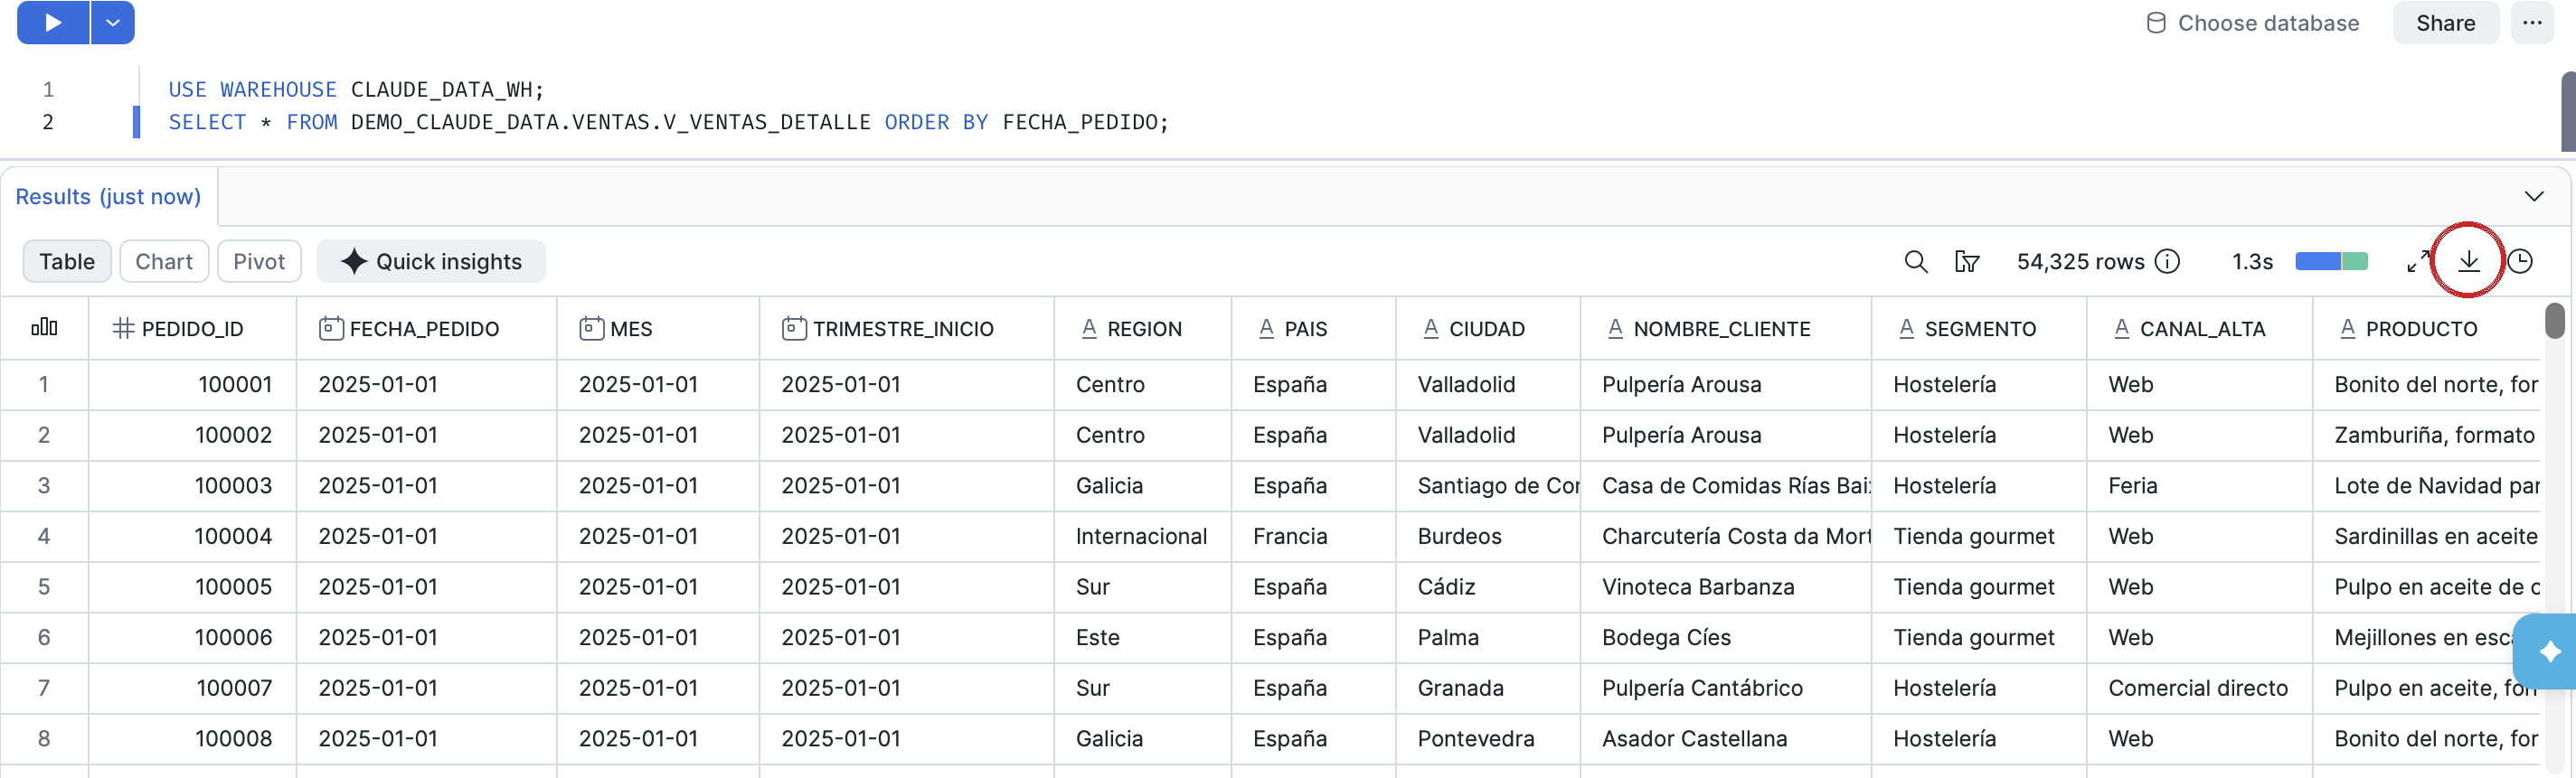 Choose database
Share
1 USE WAREHOUSE CLAUDE_DATA_WH;
2 SELECT * FROM DEMO_CLAUDE_DATA.VENTAS.V_VENTAS_DETALLE ORDER BY FECHA_PEDIDO;
Results (just now)
Table Chart Pivot Quick insights 54,325 rows 1.3s
PEDIDO_ID FECHA_PEDIDO MES TRIMESTRE_INICIO REGION PAIS CIUDAD NOMBRE_CLIENTE SEGMENTO CANAL_ALTA PRODUCTO
1 100001 2025-01-01 2025-01-01 2025-01-01 Centro España Valladolid Pulpería Arousa Hostelería Web Bonito del norte, for
2 100002 2025-01-01 2025-01-01 2025-01-01 Centro España Valladolid Pulpería Arousa Hostelería Web Zamburiña, formato
3 100003 2025-01-01 2025-01-01 2025-01-01 Galicia España Santiago de Cor Casa de Comidas Rías Baix Hostelería Feria Lote de Navidad par
4 100004 2025-01-01 2025-01-01 2025-01-01 Internacional Francia Burdeos Charcutería Costa da Mort Tienda gourmet Web Sardinillas en aceite
5 100005 2025-01-01 2025-01-01 2025-01-01 Sur España Cádiz Vinoteca Barbanza Tienda gourmet Web Pulpo en aceite de o
6 100006 2025-01-01 2025-01-01 2025-01-01 Este España Palma Bodega Cíes Tienda gourmet Web Mejillones en esca
7 100007 2025-01-01 2025-01-01 2025-01-01 Sur España Granada Pulpería Cantábrico Hostelería Comercial directo Pulpo en aceite, for
8 100008 2025-01-01 2025-01-01 2025-01-01 Galicia España Pontevedra Asador Castellana Hostelería Web Bonito del norte, for